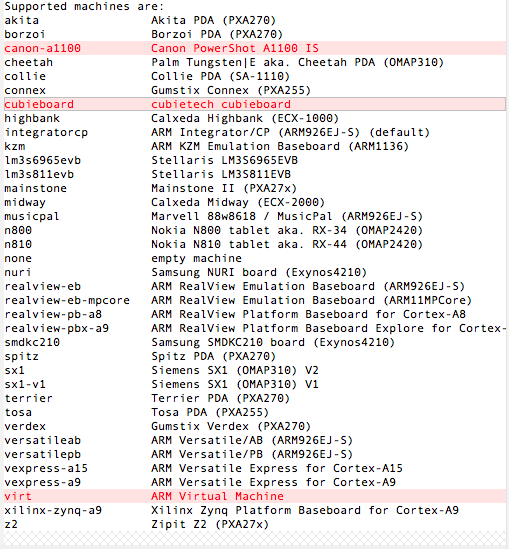 Supported machines are:
akita Akita PDA (PXA270)
borzoi Borzoi PDA (PXA270)
canon-a1100 Canon PowerShot A1100 IS
cheetah Palm Tungsten|E aka. Cheetah PDA (OMAP310)
collie Collie PDA (SA-1110)
connex Gumstix Connex (PXA255)
cubieboard cubietech cubieboard
highbank Calxeda Highbank (ECX-1000)
integratorcp ARM Integrator/CP (ARM926EJ-S) (default)
kzm ARM KZM Emulation Baseboard (ARM1136)
lm3s6965evb Stellaris LM3S6965EVB
lm3s811evb Stellaris LM3S811EVB
mainstone Mainstone II (PXA27x)
midway Calxeda Midway (ECX-2000)
musicpal Marvell 88w8618 / MusicPal (ARM926EJ-S)
n800 Nokia N800 tablet aka. RX-34 (OMAP2420)
n810 Nokia N810 tablet aka. RX-44 (OMAP2420)
none empty machine
nuri Samsung NURI board (Exynos4210)
realview-eb ARM RealView Emulation Baseboard (ARM926EJ-S)
realview-eb-mpcore ARM RealView Emulation Baseboard (ARM11MPCore)
realview-pb-a8 ARM RealView Platform Baseboard for Cortex-A8
realview-pbx-a9 ARM RealView Platform Baseboard Explore for Cortex-
smdkc210 Samsung SMDKC210 board (Exynos4210)
spitz Spitz PDA (PXA270)
sx1 Siemens SX1 (OMAP310) V2
sx1-v1 Siemens SX1 (OMAP310) V1
terrier Terrier PDA (PXA270)
tosa Tosa PDA (PXA255)
verdex Gumstix Verdex (PXA270)
versatileab ARM Versatile/AB (ARM926EJ-S)
versatilepb ARM Versatile/PB (ARM926EJ-S)
vexpress-a15 ARM Versatile Express for Cortex-A15
vexpress-a9 ARM Versatile Express for Cortex-A9
virt ARM Virtual Machine
xilinx-zynq-a9 Xilinx Zynq Platform Baseboard for Cortex-A9
z2 Zipit Z2 (PXA27x)